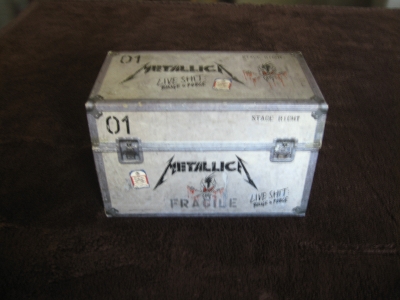 01
METALLICA
LIVE SHIT:
BINGE & PURGE
01
STAGE RIGHT
METALLICA
FRAGILE
LIVE SHIT:
BINGE & PURGE